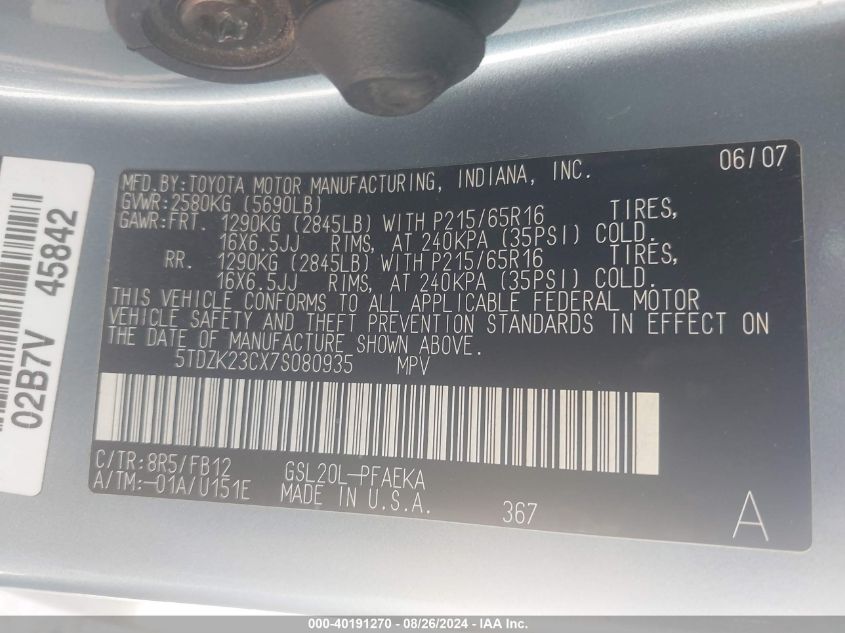 06/07
MFD.BY:TOYOTA MOTOR MANUFACTURING, INDIANA, INC.
GVWR:2580KG (5690LB)
GAWR:FRT. 1290KG (2845LB) WITH P215/65R16 TIRES,
16X6.5JJ RIMS, AT 240KPA (35PSI) COLD.
RR. 1290KG (2845LB) WITH P215/65R16 TIRES,
16X6.5JJ RIMS, AT 240KPA (35PSI) COLD.
THIS VEHICLE CONFORMS TO ALL APPLICABLE FEDERAL MOTOR
VEHICLE SAFETY AND THEFT PREVENTION STANDARDS IN EFFECT ON
THE DATE OF MANUFACTURE SHOWN ABOVE.
5TDZK23CX7S080935 MPV
C/TR:8R5/FB12 GSL20L-PFAEKA
A/TM:-01A/U151E MADE IN U.S.A. 367 A
02B7V 45842
000-40191270 - 08/26/2024 - IAA Inc.